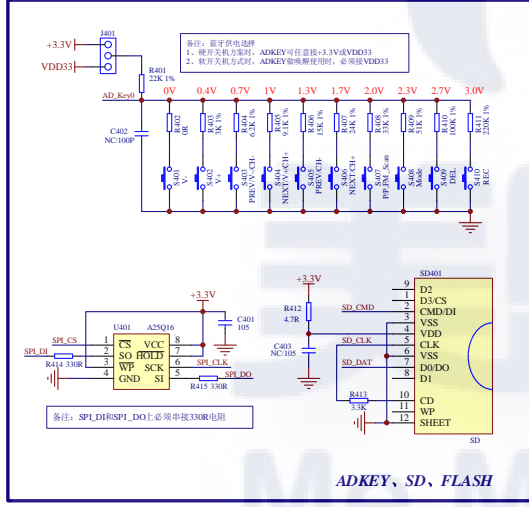 J401
+3.3V
VDD33
备注：蓝牙供电选择
1、硬开关机方式时，ADKEY可任意接+3.3V或VDD33
2、软开关机方式时，ADKEY做唤醒使用时，必须接VDD33
R401
22K 1%
AD_Key0
0V 0.4V 0.7V 1V 1.3V 1.7V 2.0V 2.3V 2.7V 3.0V
C402
NC/100P
R402
0R
R403
3K 1%
R404
6.2K 1%
R405
9.1K 1%
R406
15K 1%
R407
24K 1%
R408
33K 1%
R409
51K 1%
R410
100K 1%
R411
220K 1%
S401
V-
S402
V+
S403
PREV/V-/CH-
S404
NEXT/V+/CH+
S405
PREV/CH-
S406
NEXT/CH+
S407
P/P,FM_Scan
S408
Mode
S409
DEL
S410
REC
+3.3V
C401
105
U401 A25Q16
SPI_CS
SPI_DI
R414 330R
1 CS VCC 8
2 SO HOLD 7
3 WP SCK 6
4 GND SI 5
SPI_CLK
SPI_DO
R415 330R
备注：SPI_DI和SPI_DO上必须串接330R电阻
+3.3V
R412
4.7R
C403
NC/105
SD_CMD
SD_CLK
SD_DAT
R413
3.3K
SD401
9 D2
1 D3/CS
2 CMD/DI
3 VSS
4 VDD
5 CLK
6 VSS
7 D0/DO
8 D1
10 CD
11 WP
12 SHEET
SD
ADKEY、SD、FLASH